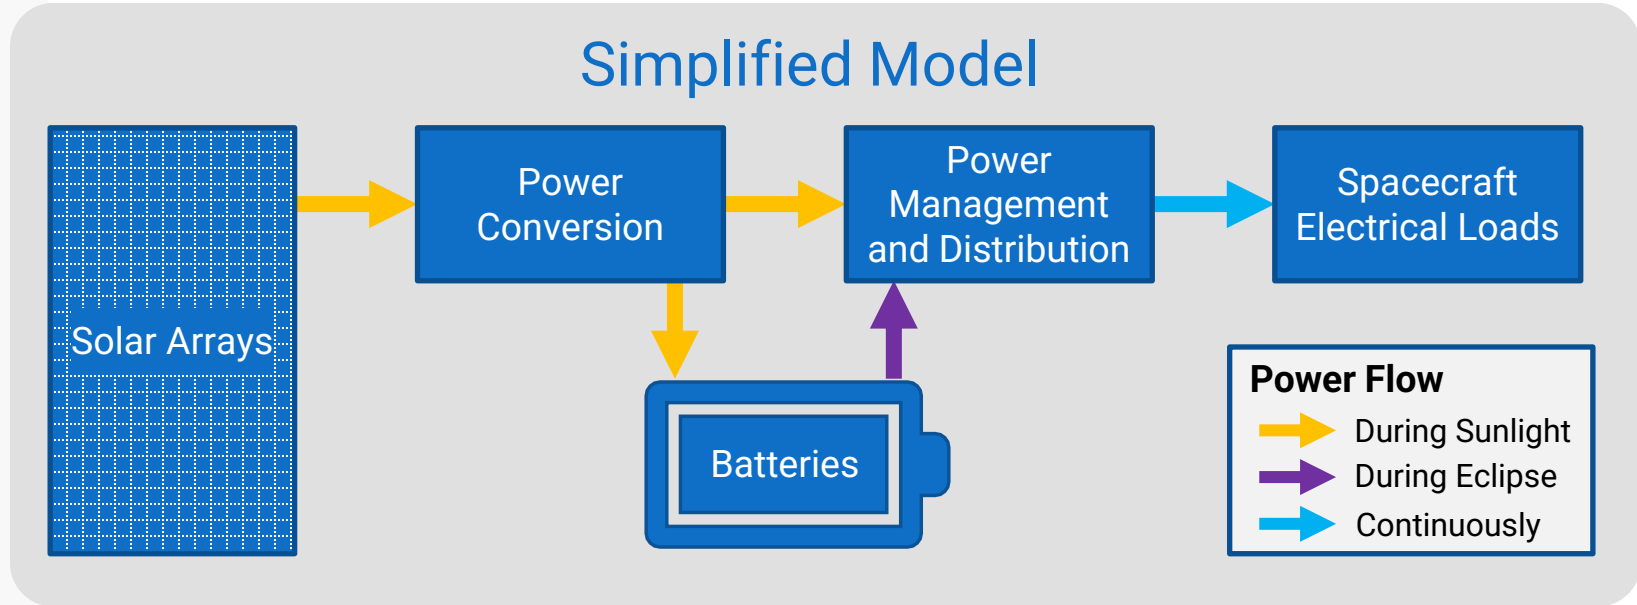 Simplified Model
Solar Arrays
Power
Conversion
Power
Management
and Distribution
Spacecraft
Electrical Loads
Batteries
Power Flow
During Sunlight
During Eclipse
Continuously